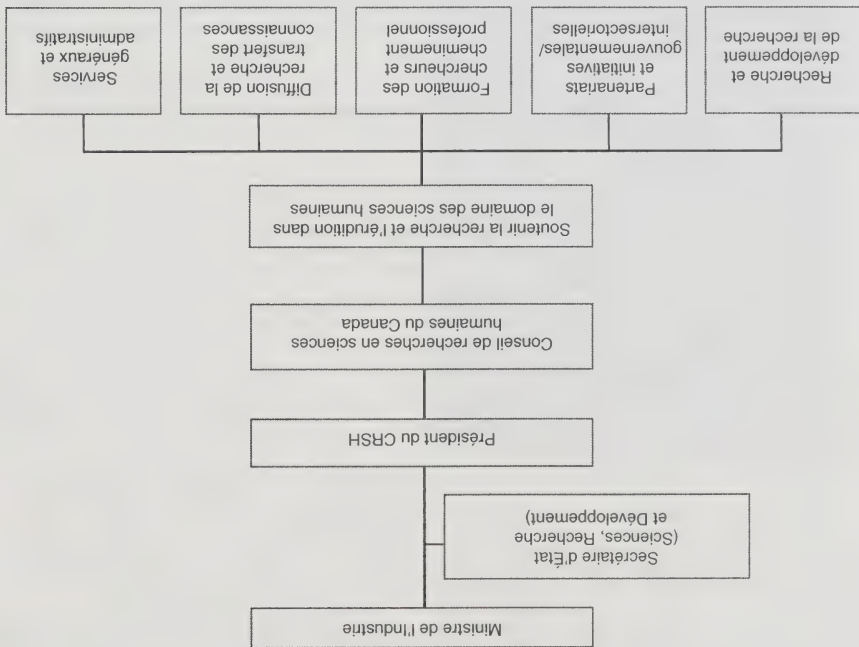 Ministre de l'Industrie
Secrétaire d'État
(Sciences, Recherche
et Développement)
Président du CRSH
Conseil de recherches en sciences
humaines du Canada
Soutenir la recherche et l'érudition dans
le domaine des sciences humaines
Recherche et
développement
de la recherche
Partenariats
et initiatives
gouvernementales/
intersectorielles
Formation des
chercheurs et
cheminement
professionnel
Diffusion de la
recherche et
transfert des
connaissances
Services
généraux et
administratifs